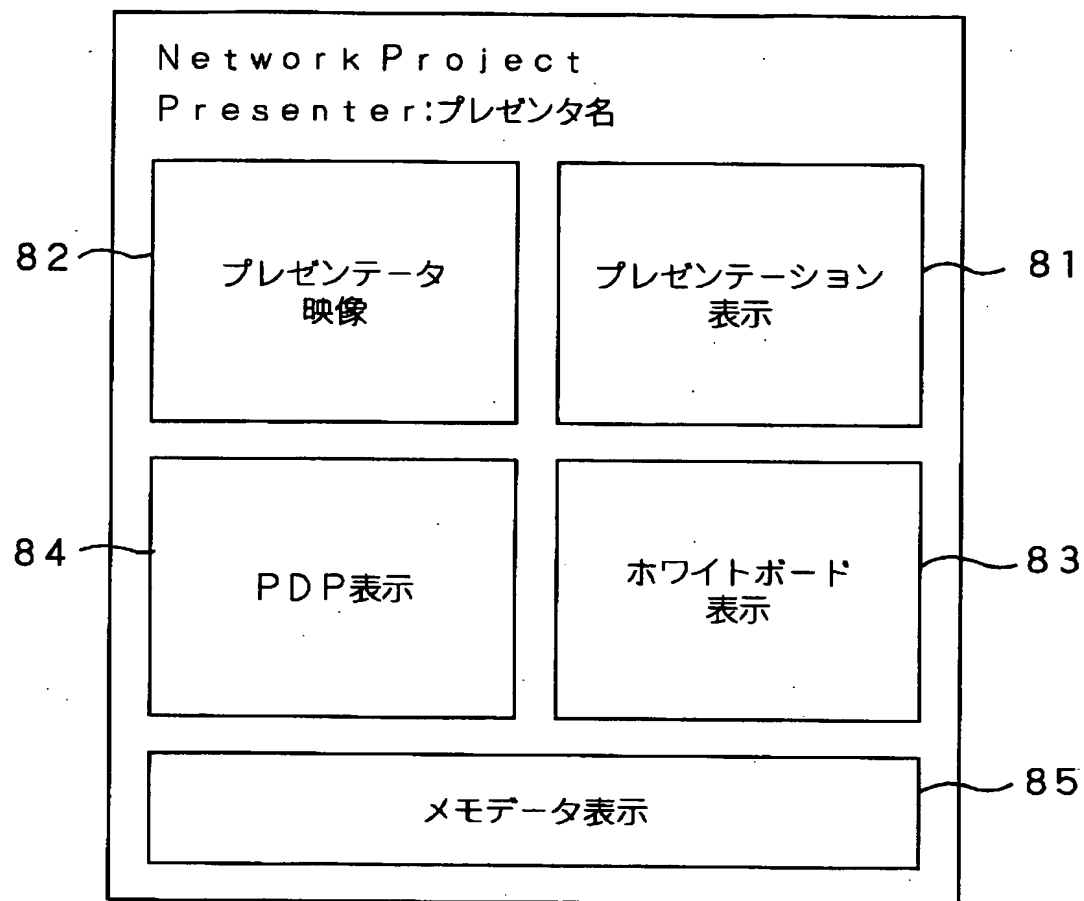 Network Project
Presenter:プレゼンタ名
82
プレゼンテータ
映像
プレゼンテーション
表示
81
84
PDP表示
ホワイトボード
表示
83
メモデータ表示
85